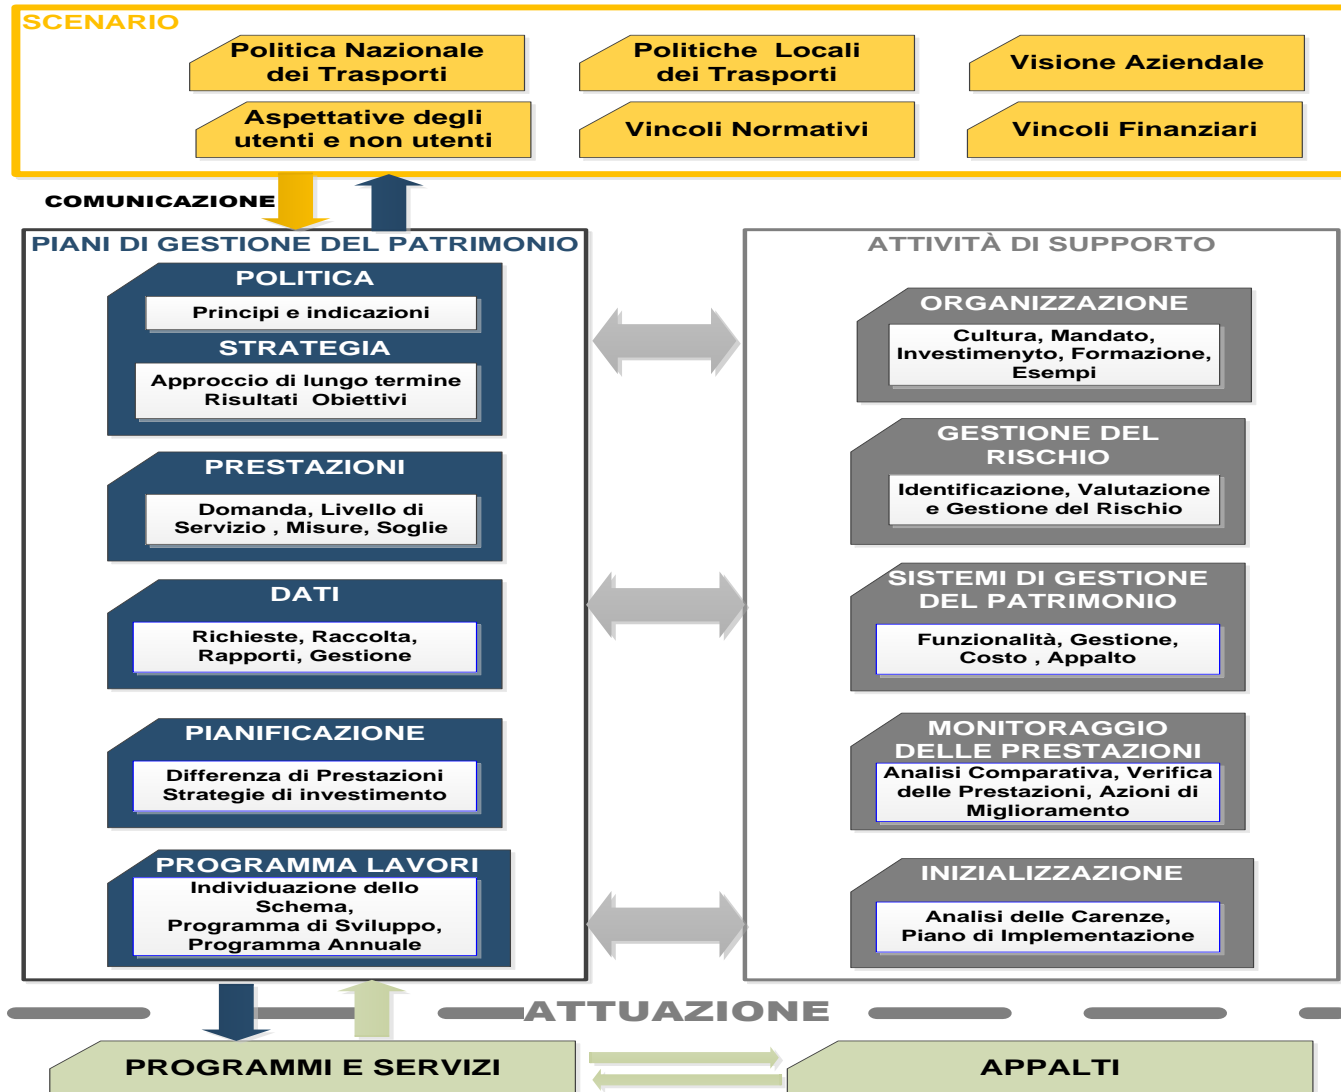 SCENARIO
Politica Nazionale
dei Trasporti
Politiche Locali
dei Trasporti
Visione Aziendale
Aspettative degli
utenti e non utenti
Vincoli Normativi
Vincoli Finanziari
COMUNICAZIONE
PIANI DI GESTIONE DEL PATRIMONIO
POLITICA
Principi e indicazioni
STRATEGIA
Approccio di lungo termine
Risultati Obiettivi
PRESTAZIONI
Domanda, Livello di
Servizio , Misure, Soglie
DATI
Richieste, Raccolta,
Rapporti, Gestione
PIANIFICAZIONE
Differenza di Prestazioni
Strategie di investimento
PROGRAMMA LAVORI
Individuazione dello
Schema,
Programma di Sviluppo,
Programma Annuale
ATTIVITÀ DI SUPPORTO
ORGANIZZAZIONE
Cultura, Mandato,
Investimenyto, Formazione,
Esempi
GESTIONE DEL
RISCHIO
Identificazione, Valutazione
e Gestione del Rischio
SISTEMI DI GESTIONE
DEL PATRIMONIO
Funzionalità, Gestione,
Costo , Appalto
MONITORAGGIO
DELLE PRESTAZIONI
Analisi Comparativa, Verifica
delle Prestazioni, Azioni di
Miglioramento
INIZIALIZZAZIONE
Analisi delle Carenze,
Piano di Implementazione
ATTUAZIONE
PROGRAMMI E SERVIZI
APPALTI